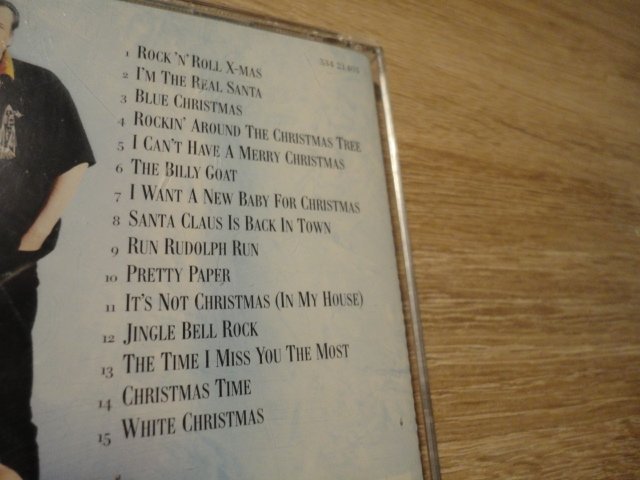 1 ROCK 'N' ROLL X-MAS
2 I'M THE REAL SANTA
3 BLUE CHRISTMAS
4 ROCKIN' AROUND THE CHRISTMAS TREE
5 I CAN'T HAVE A MERRY CHRISTMAS
6 THE BILLY GOAT
7 I WANT A NEW BABY FOR CHRISTMAS
8 SANTA CLAUS IS BACK IN TOWN
9 RUN RUDOLPH RUN
10 PRETTY PAPER
11 IT'S NOT CHRISTMAS (IN MY HOUSE)
12 JINGLE BELL ROCK
13 THE TIME I MISS YOU THE MOST
14 CHRISTMAS TIME
15 WHITE CHRISTMAS